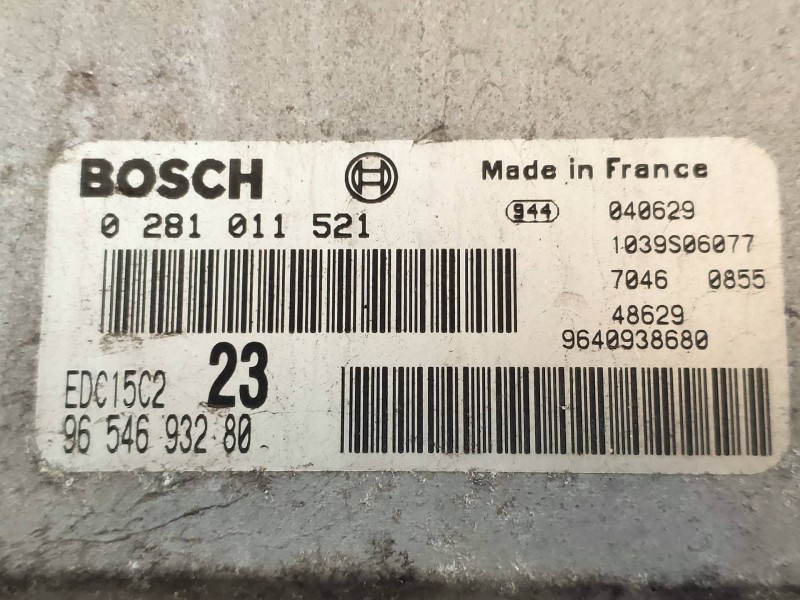 BOSCH
Made in France
0 281 011 521
944 040629
1039S06077
7046 0855
48629
9640938680
EDC15C2 23
96 546 932 80